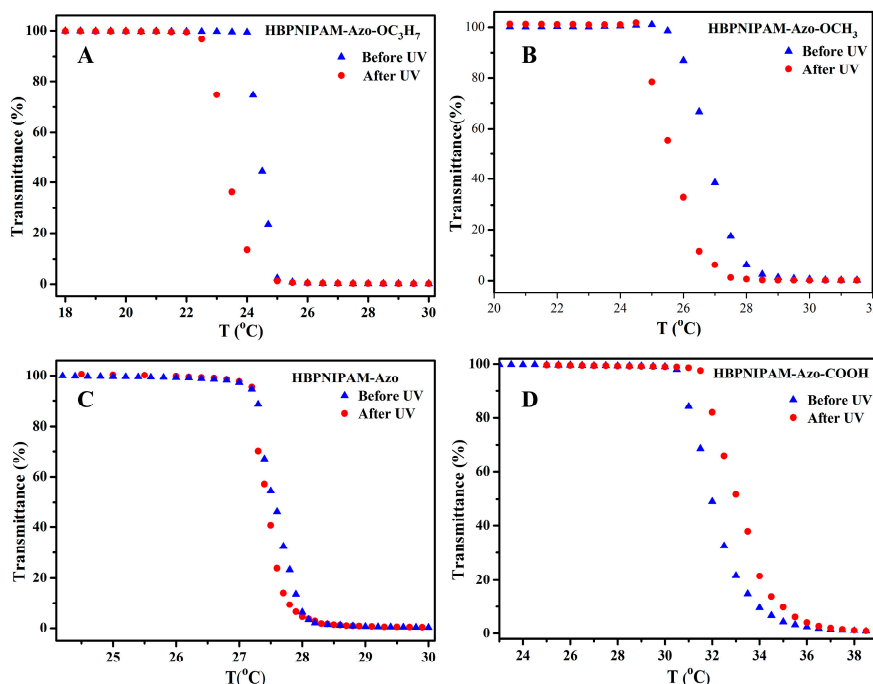 HBPNIPAM-Azo-OC₃H₇
A
Before UV
After UV
Transmittance (%)
100
80
60
40
20
0
18 20 22 24 26 28 30
T (°C)
HBPNIPAM-Azo-OCH₃
B
Before UV
After UV
Transmittance(%)
100
80
60
40
20
0
20 22 24 26 28 30 3
T (°C)
HBPNIPAM-Azo
C
Before UV
After UV
Transmittance (%)
100
80
60
40
20
0
25 26 27 28 29 30
T(°C)
HBPNIPAM-Azo-COOH
D
Before UV
After UV
Transmittance (%)
100
80
60
40
20
0
24 26 28 30 32 34 36 38
T (°C)